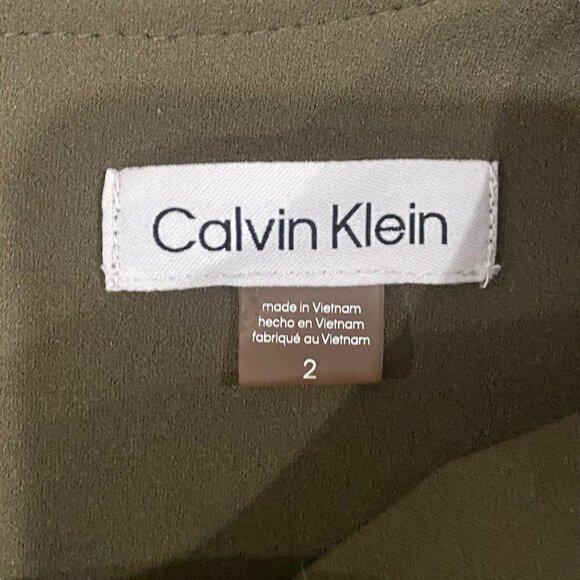 Calvin Klein
made in Vietnam
hecho en Vietnam
fabriqué au Vietnam
2